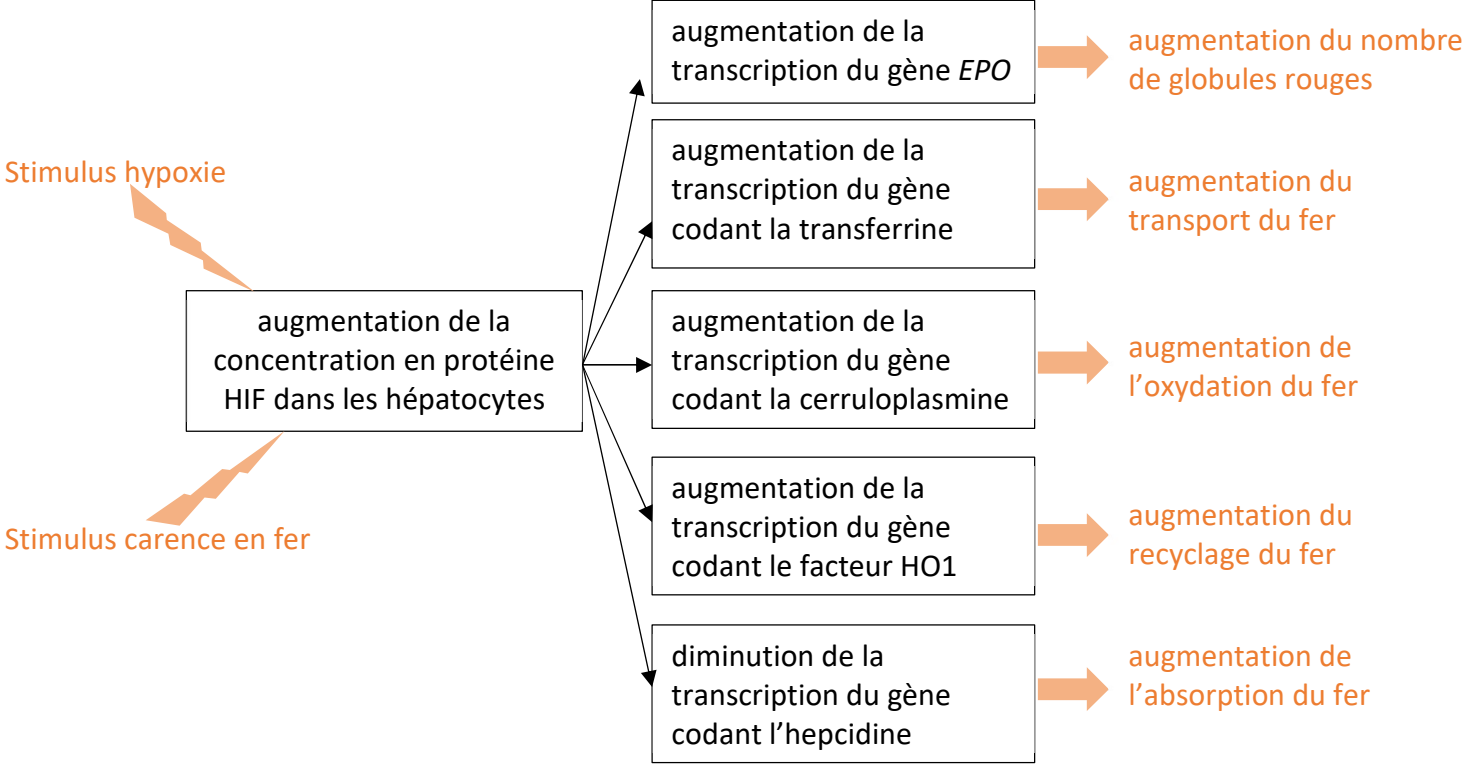 Stimulus hypoxie
augmentation de la
concentration en protéine
HIF dans les hépatocytes
Stimulus carence en fer
augmentation de la
transcription du gène EPO
augmentation du nombre
de globules rouges
augmentation de la
transcription du gène
codant la transferrine
augmentation du
transport du fer
augmentation de la
transcription du gène
codant la cerruloplasmine
augmentation de
l’oxydation du fer
augmentation de la
transcription du gène
codant le facteur HO1
augmentation du
recyclage du fer
diminution de la
transcription du gène
codant l’hepcidine
augmentation de
l’absorption du fer